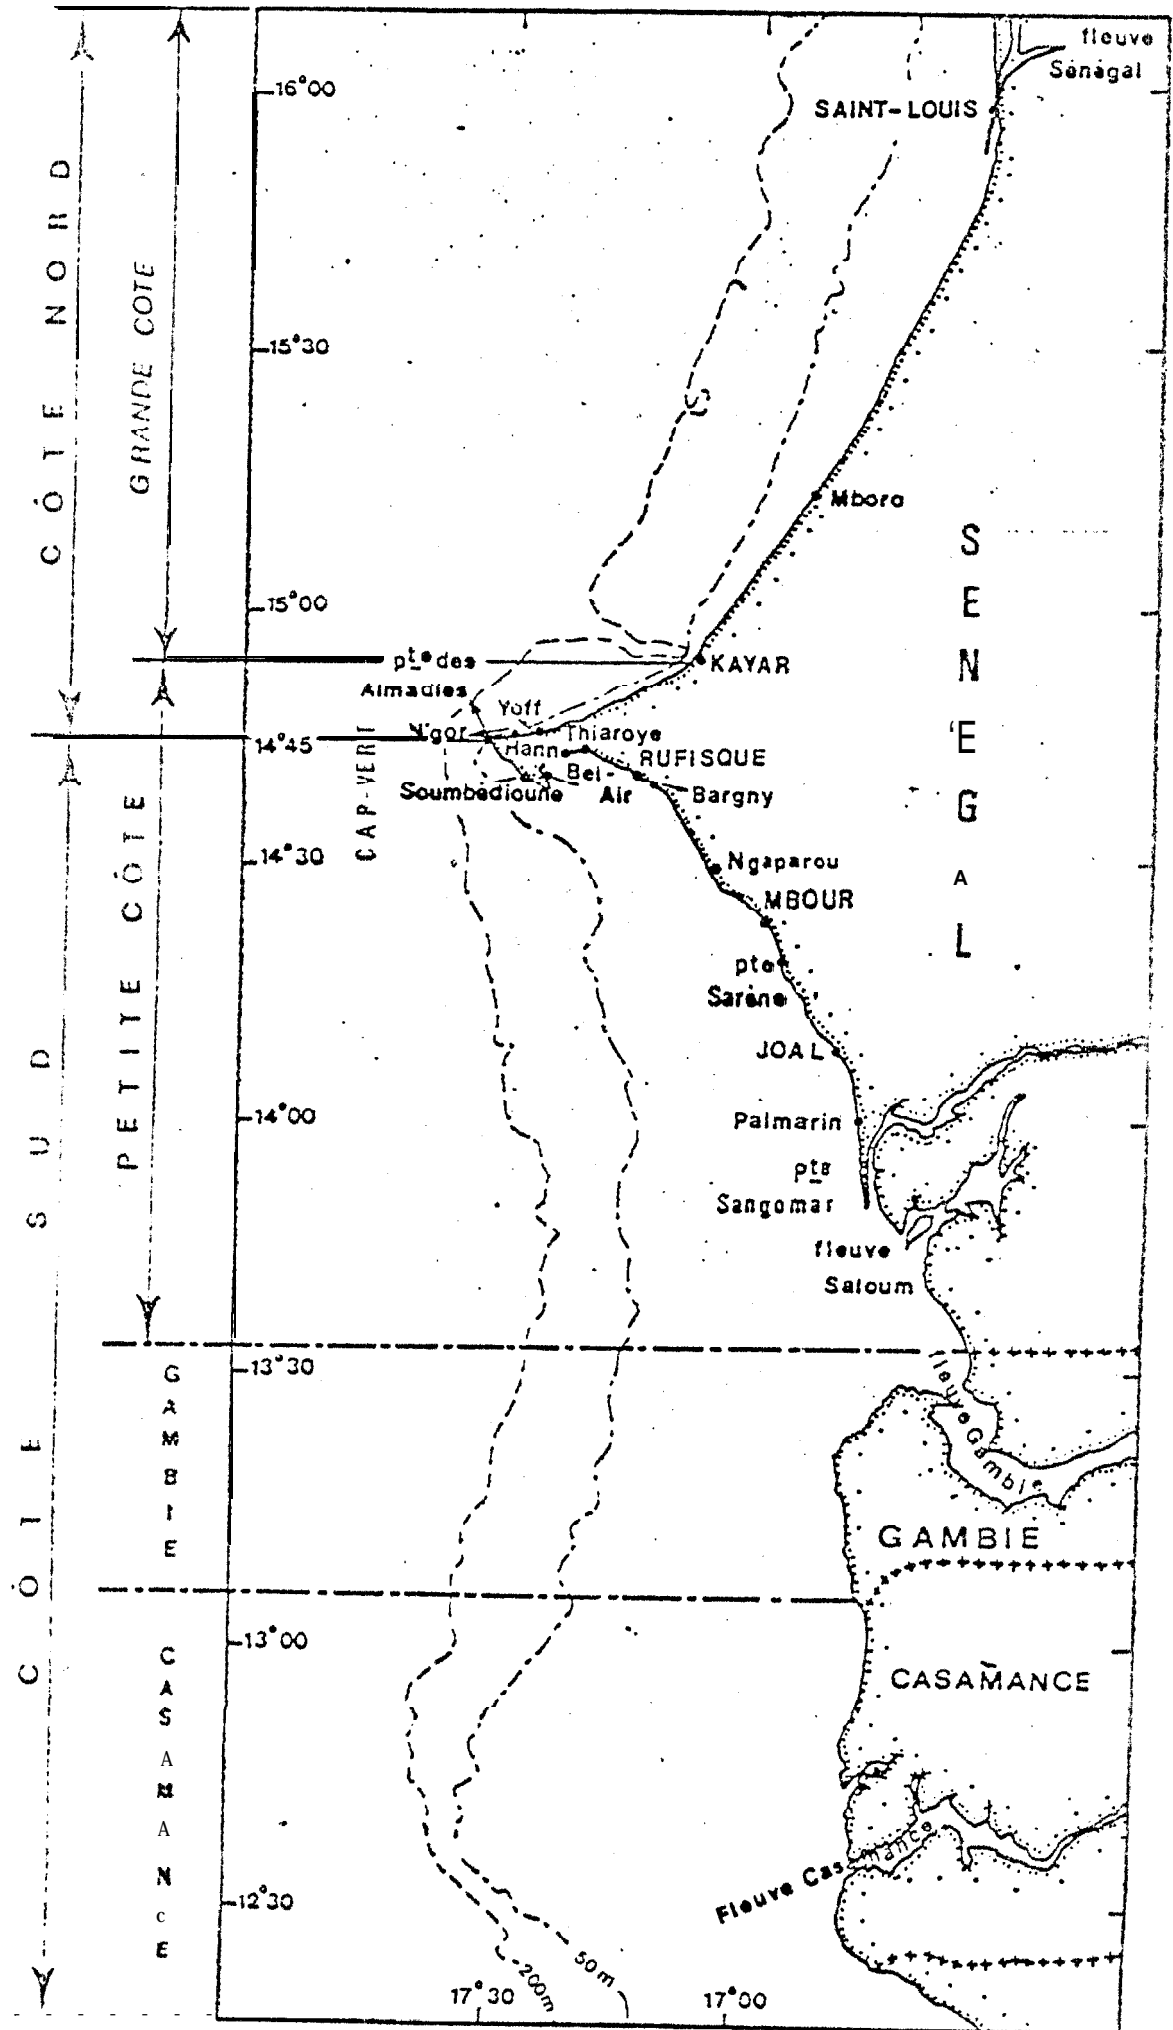 fleuve
Sénégal
16°00
SAINT-LOUIS
CÔTE NORD
GRANDE COTE
15°30
Mboro
SENEGAL
15°00
pte des
Almadies
KAYAR
Yoff
N'gor
Thiaroye
14°45
Hann
RUFISQUE
CAP-VERT
Bel-
Air
Soumbédioune
Bargny
PETITE CÔTE
14°30
Ngaparou
MBOUR
pte
Sarène
JOAL
CÔTE SUD
14°00
Palmarin
pte
Sangomar
fleuve
Saloum
13°30
GAMBIE
fleuve Gambie
GAMBIE
13°00
CASAMANCE
CASAMANCE
Fleuve Casamance
12°30
50m
200m
17°30
17°00